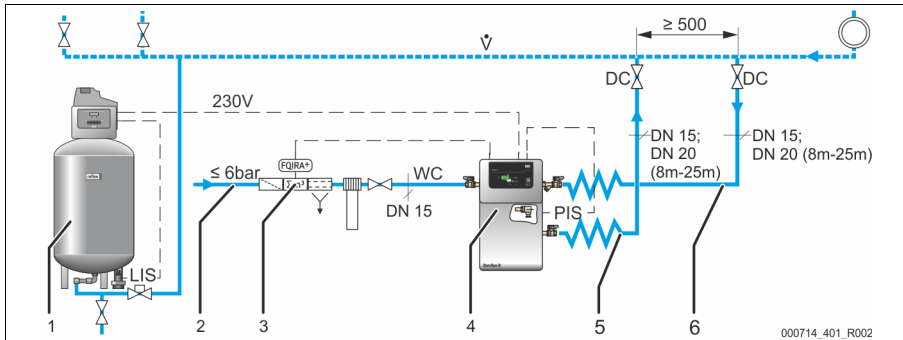 ≥ 500
V̇
DC
DC
230V
DN 15;
DN 20
(8m-25m)
DN 15;
DN 20 (8m-25m)
FQIRA+
≤ 6bar
WC
DN 15
PIS
LIS
1
2
3
4
5
6
000714_401_R002